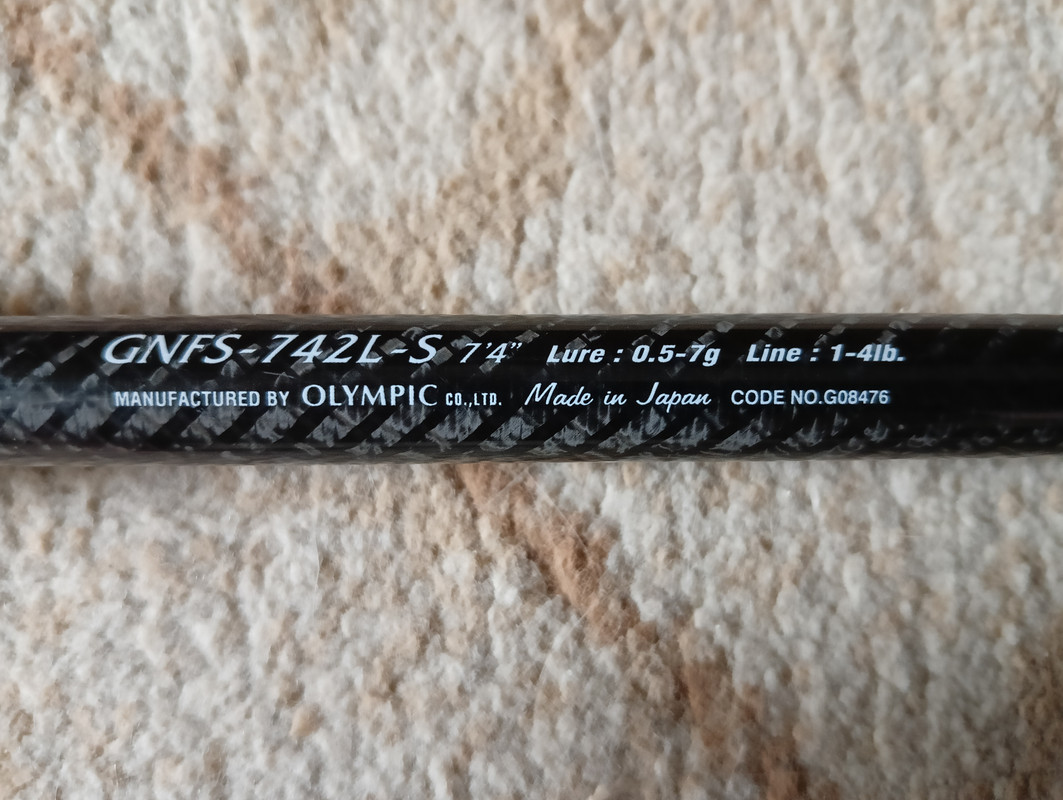 GNFS-742L-S 7'4" Lure : 0.5-7g Line : 1-4lb.
MANUFACTURED BY OLYMPIC CO.,LTD. Made in Japan CODE NO.G08476